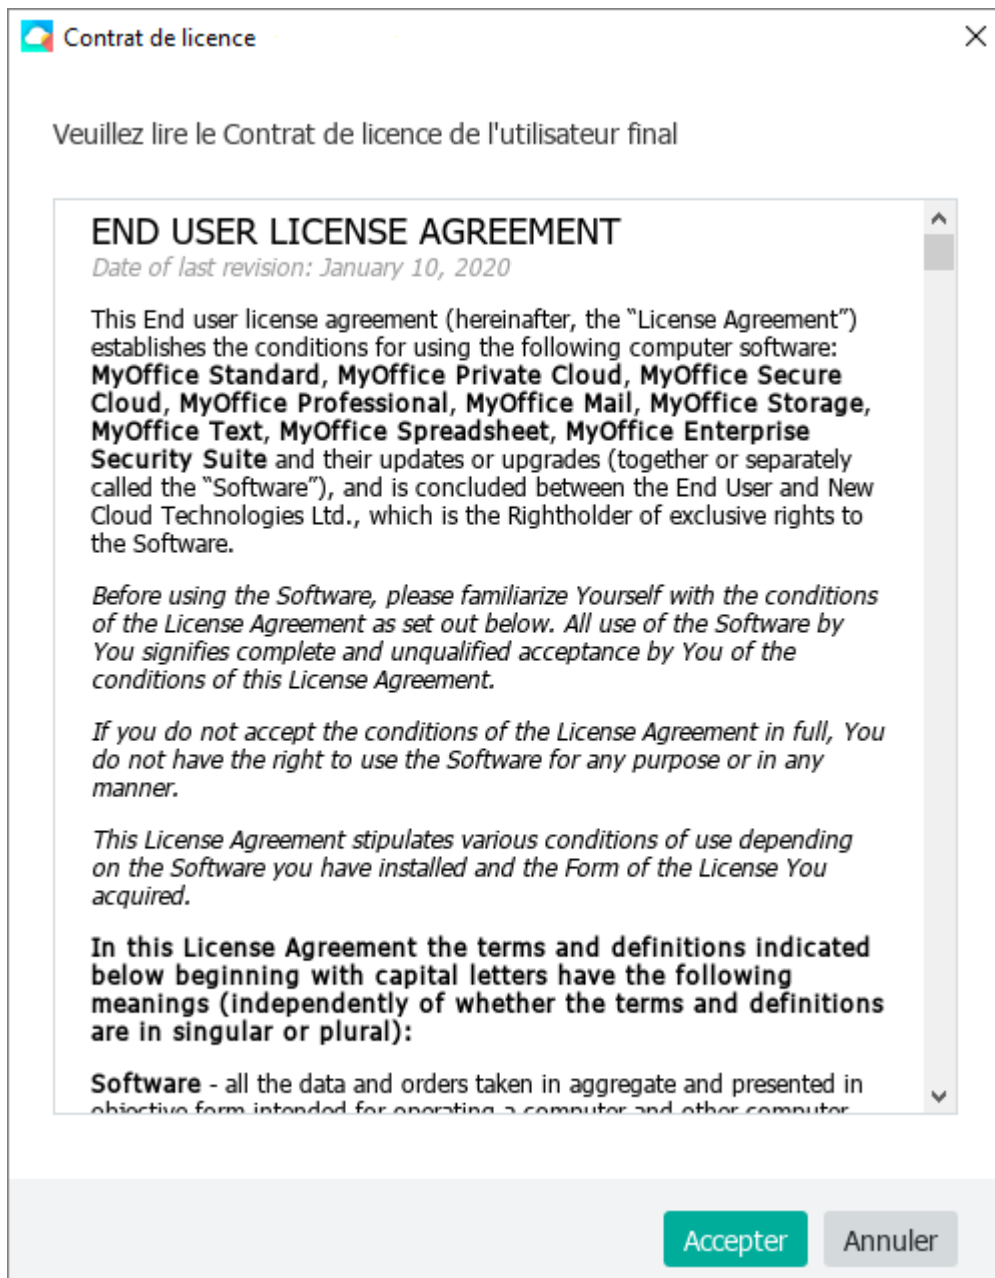 Contrat de licence
Veuillez lire le Contrat de licence de l'utilisateur final
END USER LICENSE AGREEMENT
Date of last revision: January 10, 2020
This End user license agreement (hereinafter, the “License Agreement”)
establishes the conditions for using the following computer software:
MyOffice Standard, MyOffice Private Cloud, MyOffice Secure
Cloud, MyOffice Professional, MyOffice Mail, MyOffice Storage,
MyOffice Text, MyOffice Spreadsheet, MyOffice Enterprise
Security Suite and their updates or upgrades (together or separately
called the “Software”), and is concluded between the End User and New
Cloud Technologies Ltd., which is the Rightholder of exclusive rights to
the Software.
Before using the Software, please familiarize Yourself with the conditions
of the License Agreement as set out below. All use of the Software by
You signifies complete and unqualified acceptance by You of the
conditions of this License Agreement.
If you do not accept the conditions of the License Agreement in full, You
do not have the right to use the Software for any purpose or in any
manner.
This License Agreement stipulates various conditions of use depending
on the Software you have installed and the Form of the License You
acquired.
In this License Agreement the terms and definitions indicated
below beginning with capital letters have the following
meanings (independently of whether the terms and definitions
are in singular or plural):
Software - all the data and orders taken in aggregate and presented in
objective form intended for operating a computer and other computer
Accepter
Annuler